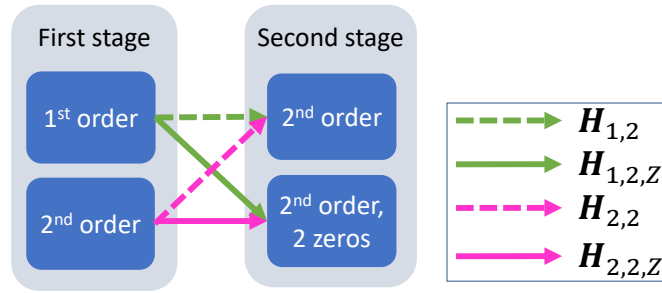 First stage
Second stage
1st order
2nd order
2nd order
2nd order,
2 zeros
H1,2
H1,2,Z
H2,2
H2,2,Z